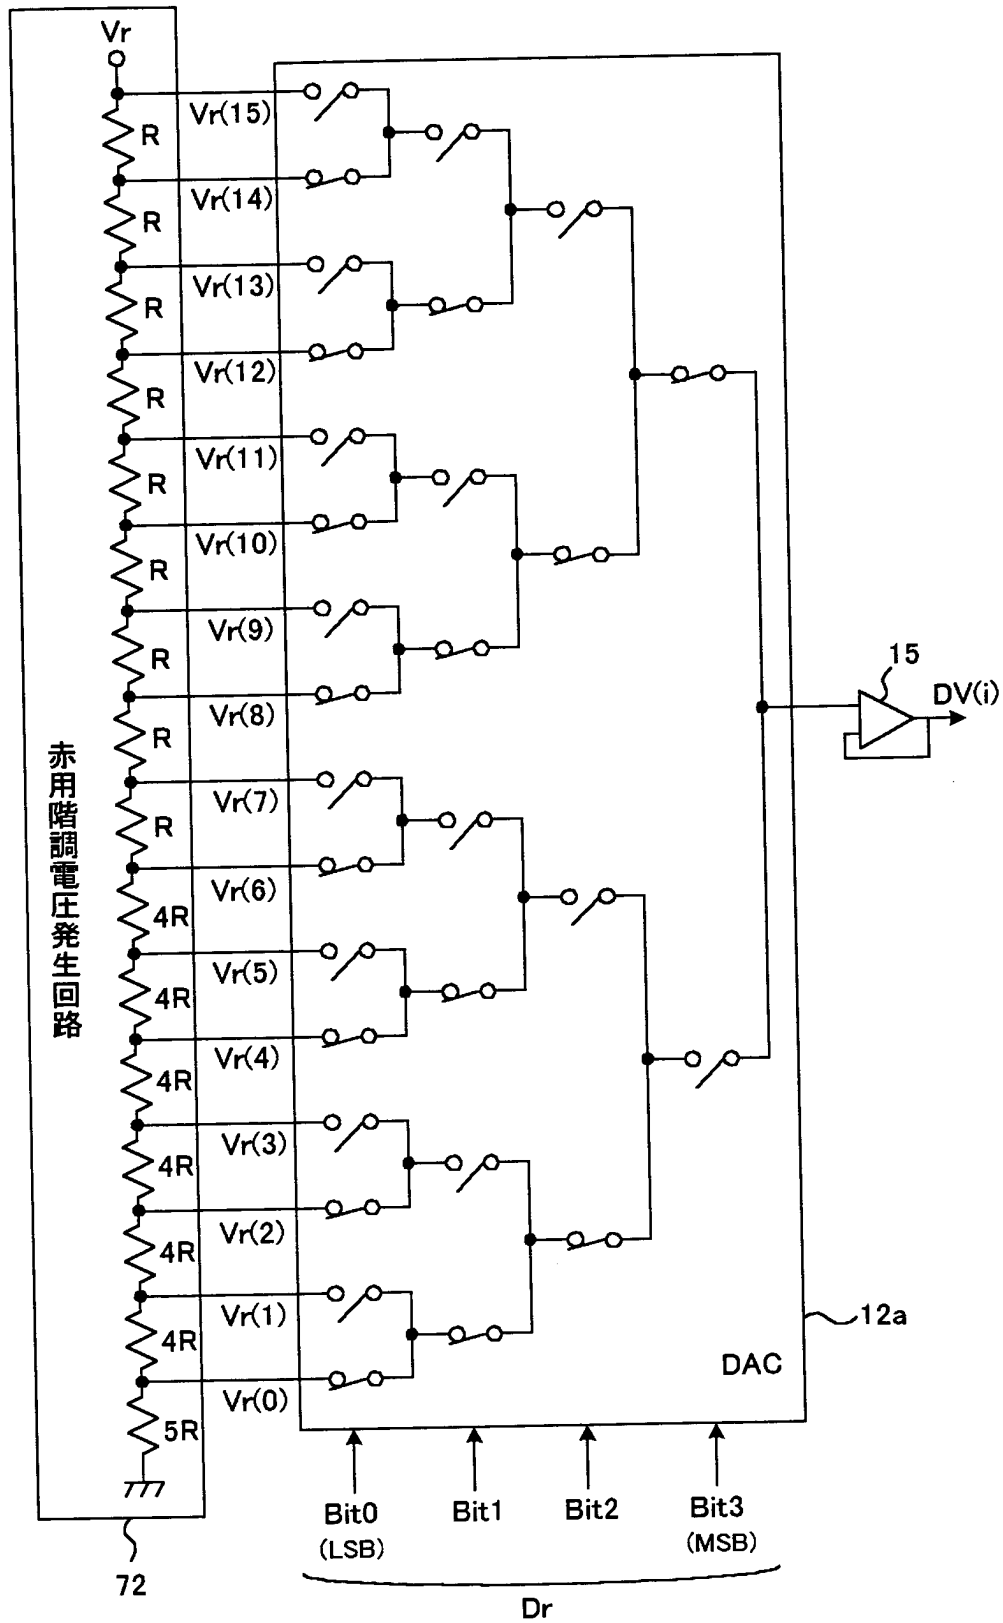 Vr
Vr(15)
R
Vr(14)
R
Vr(13)
R
Vr(12)
R
Vr(11)
R
Vr(10)
R
Vr(9)
R
Vr(8)
R
Vr(7)
R
Vr(6)
4R
Vr(5)
4R
Vr(4)
4R
Vr(3)
4R
Vr(2)
4R
Vr(1)
4R
Vr(0)
5R
赤用階調電圧発生回路
72
15
DV(i)
12a
DAC
Bit0
(LSB)
Bit1
Bit2
Bit3
(MSB)
Dr